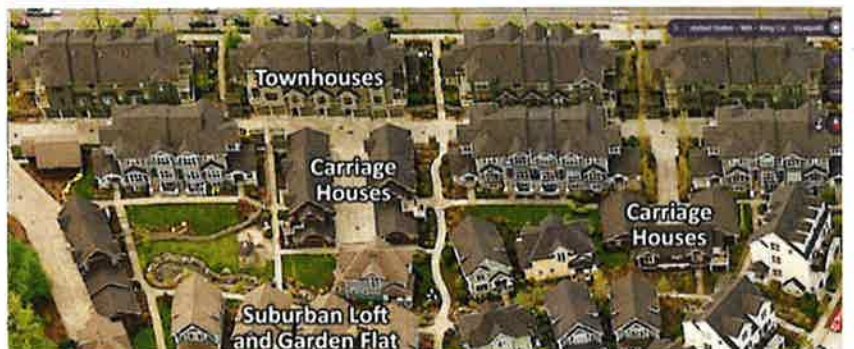 Townhouses
Carriage
Houses
Carriage
Houses
Suburban Loft
and Garden Flat